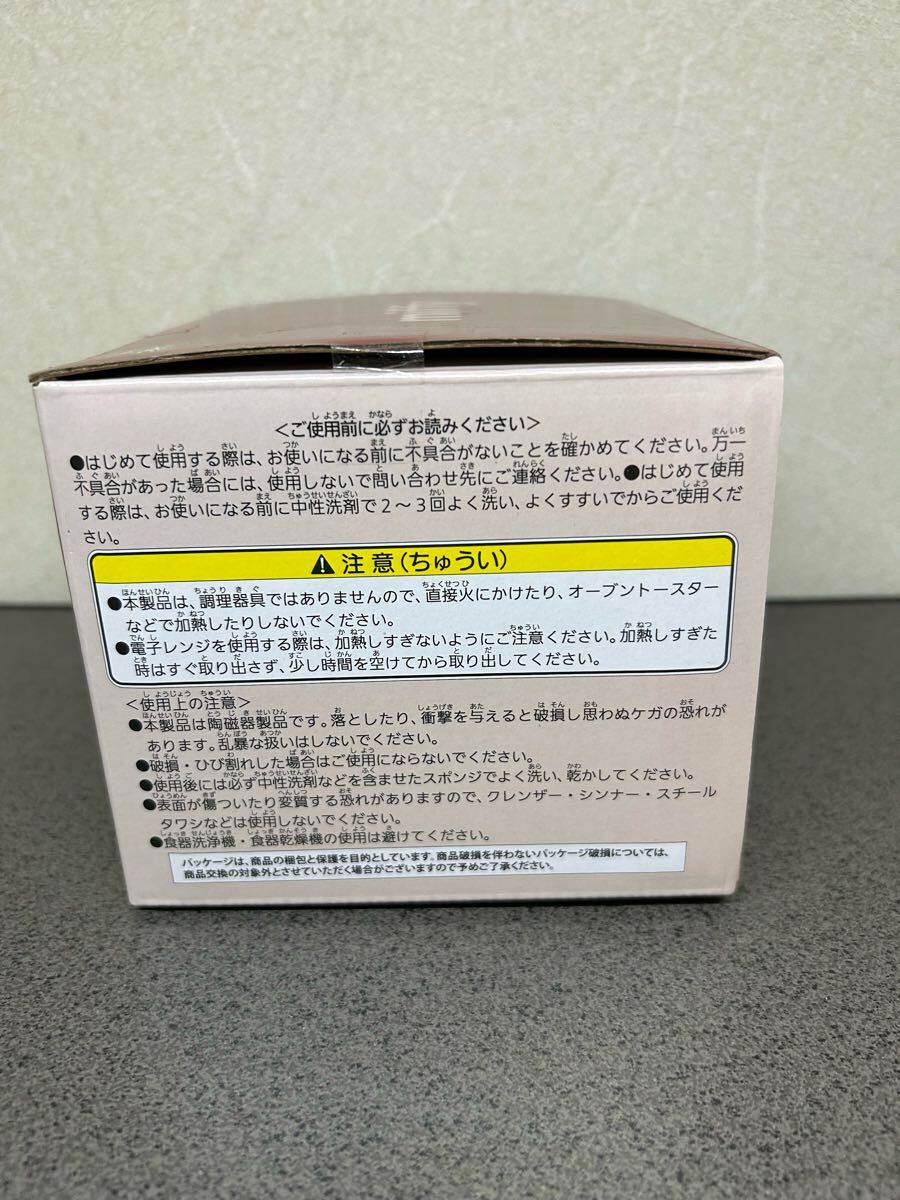 <ご使用前に必ずお読みください>
●はじめて使用する際は、お使いになる前に不具合がないことを確かめてください。万一
不具合があった場合には、使用しないで問い合わせ先にご連絡ください。●はじめて使用
する際は、お使いになる前に中性洗剤で2〜3回よく洗い、よくすすいでからご使用くだ
さい。
⚠注意(ちゅうい)
●本製品は、調理器具ではありませんので、直接火にかけたり、オーブントースター
などで加熱したりしないでください。
●電子レンジを使用する際は、加熱しすぎないようにご注意ください。加熱しすぎた
時はすぐ取り出さず、少し時間を空けてから取り出してください。
<使用上の注意>
●本製品は陶磁器製品です。落としたり、衝撃を与えると破損し思わぬケガの恐れが
あります。乱暴な扱いはしないでください。
●破損・ひび割れした場合はご使用にならないでください。
●使用後には必ず中性洗剤などを含ませたスポンジでよく洗い、乾かしてください。
●表面が傷ついたり変質する恐れがありますので、クレンザー・シンナー・スチール
タワシなどは使用しないでください。
●食器洗浄機・食器乾燥機の使用は避けてください。
パッケージは、商品の梱包と保護を目的としています。商品破損を伴わないパッケージ破損については、
商品交換の対象外とさせていただく場合がございますので予めご了承ください。